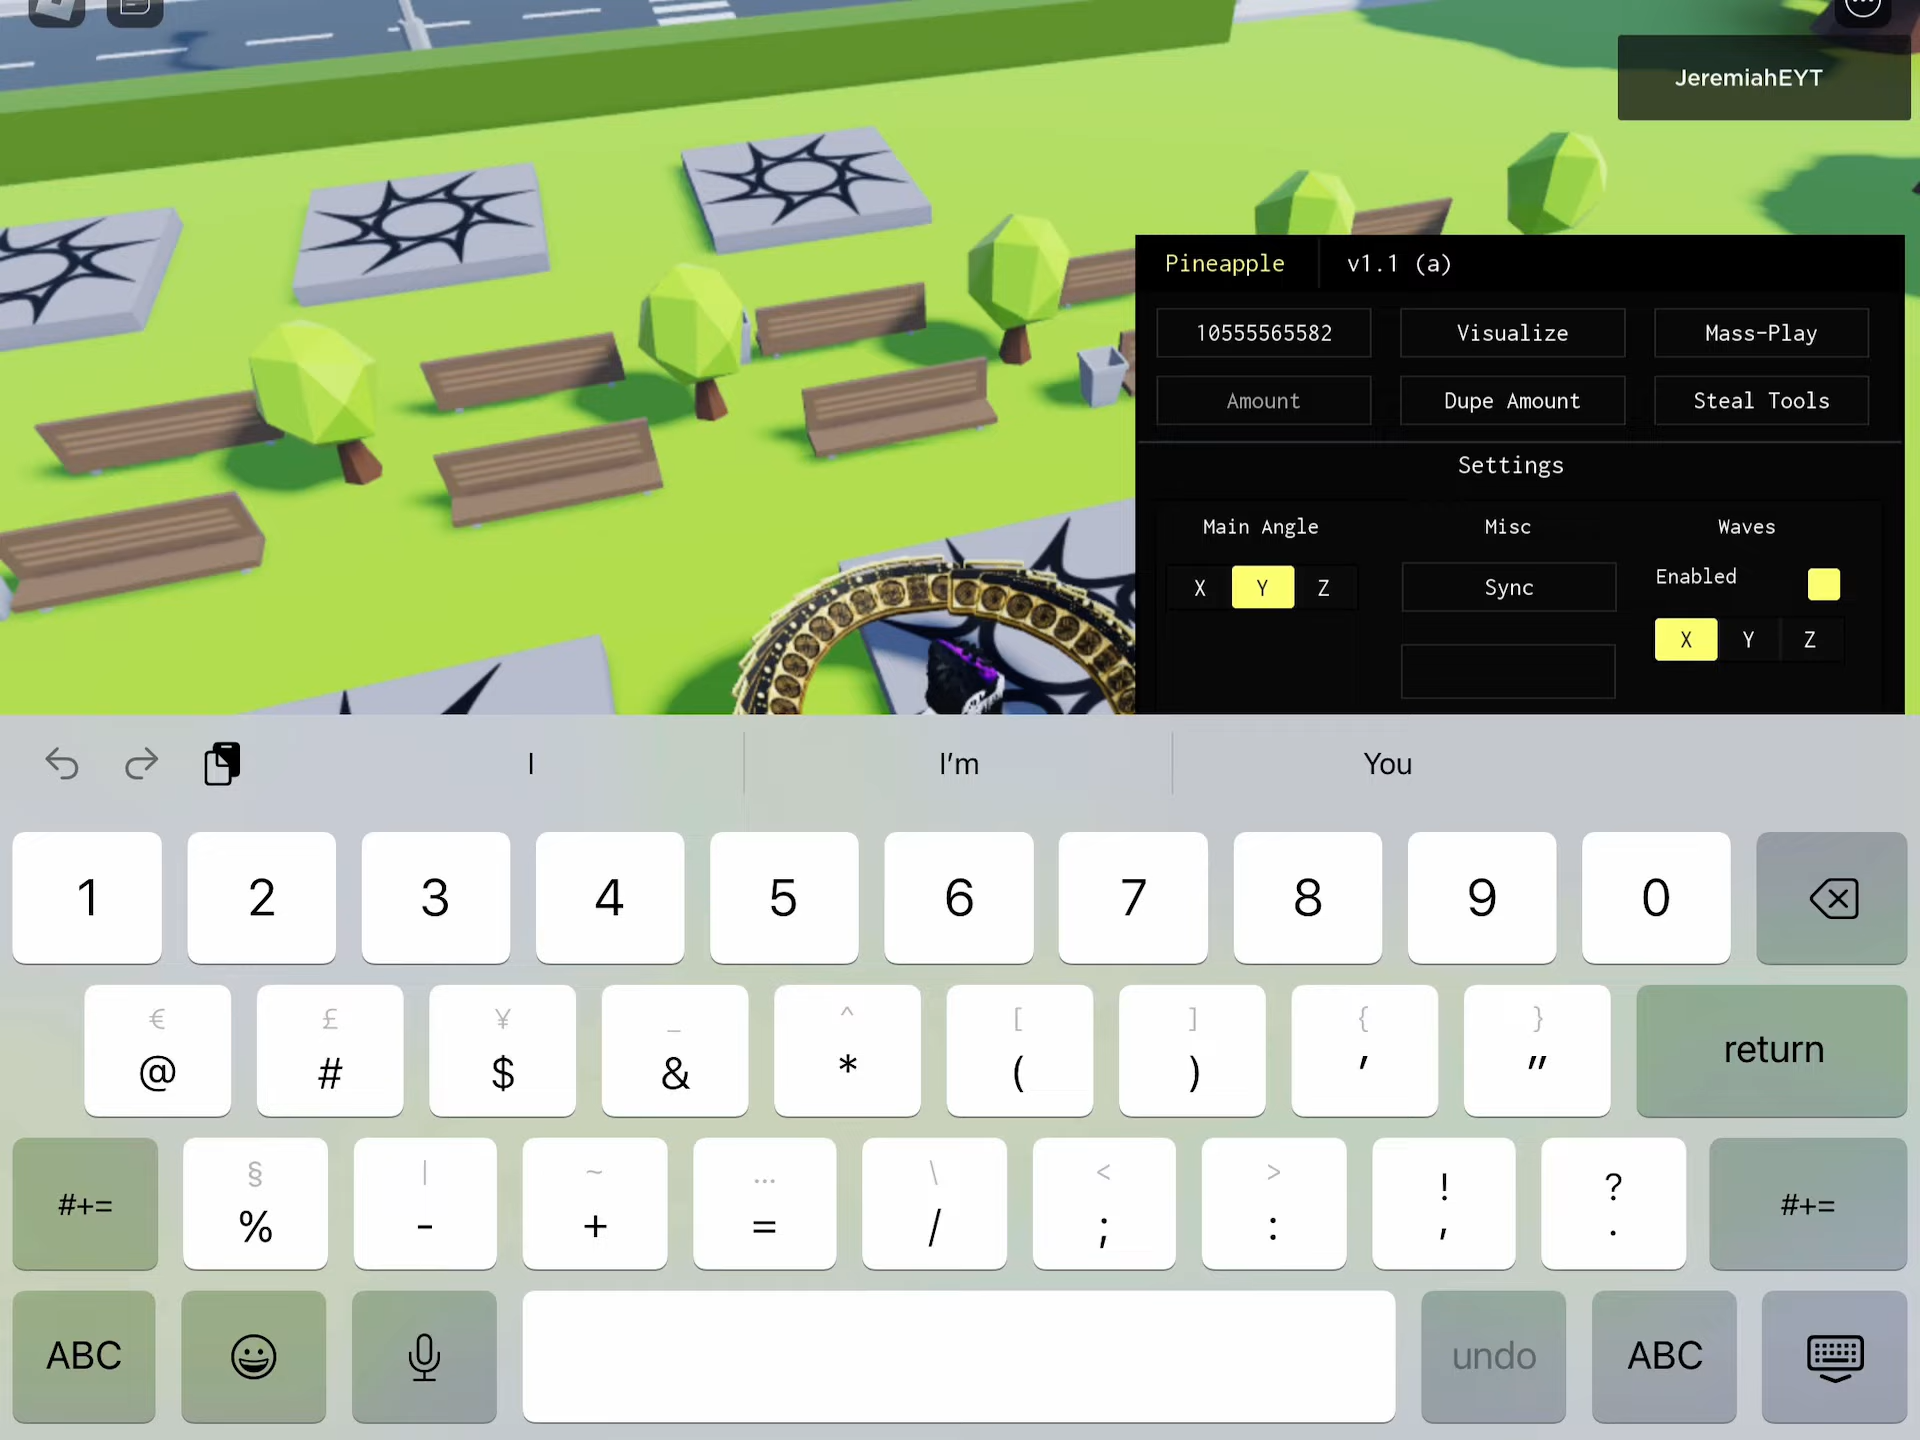 JeremiahEYT
Pineapple v1.1 (a)
10555565582 Visualize Mass-Play
Amount Dupe Amount Steal Tools
Settings
Main Angle Misc Waves
X Y Z Sync Enabled
X Y Z
I I'm You
1 2 3 4 5 6 7 8 9 0
€ £ ¥ _ ^ [ ] { }
@ # $ & * ( ) ' " return
§ | ~ … \ < > ! ?
#+= % - + = / ; : , . #+=
ABC undo ABC